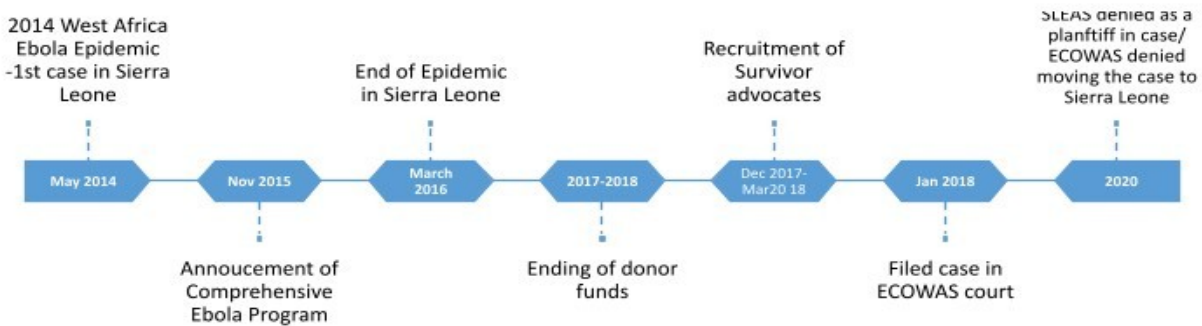 2014 West Africa
Ebola Epidemic
-1st case in Sierra
Leone
May 2014
Nov 2015
Annoucement of
Comprehensive
Ebola Program
End of Epidemic
in Sierra Leone
March
2016
2017-2018
Ending of donor
funds
Recruitment of
Survivor
advocates
Dec 2017-
Mar20 18
Jan 2018
Filed case in
ECOWAS court
SLEAS denied as a
planftiff in case/
ECOWAS denied
moving the case to
Sierra Leone
2020